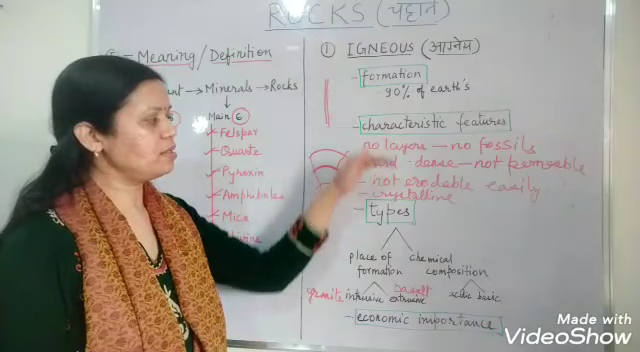 ROCKS (चट्टान)
Meaning/Definition
→ Minerals → Rocks
Main 6
Felspar
Quartz
Pyroxin
Amphiboles
Mica
① IGNEOUS (आग्नेय)
- formation
90% of earth's
- characteristic features
no layers — no fossils
hard - dense — not permeable
- not erodable easily
- crystalline
- types
place of formation
chemical composition
granite intrusive
Basalt extrusive
acidic basic
- economic importance
Made with
VideoShow